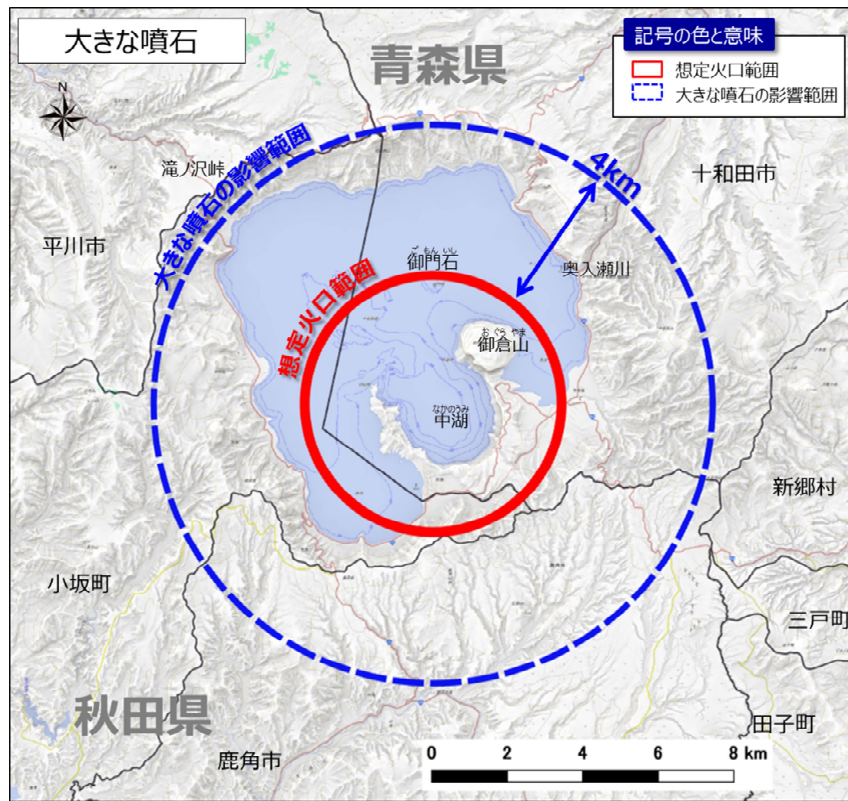 大きな噴石
記号の色と意味
想定火口範囲
大きな噴石の影響範囲
青森県
N
滝ノ沢峠
大きな噴石の影響範囲
4km
十和田市
平川市
ごもんいし
御門石
奥入瀬川
想定火口範囲
おぐらやま
御倉山
なかのうみ
中湖
新郷村
小坂町
三戸町
秋田県
田子町
鹿角市
0 2 4 6 8 km